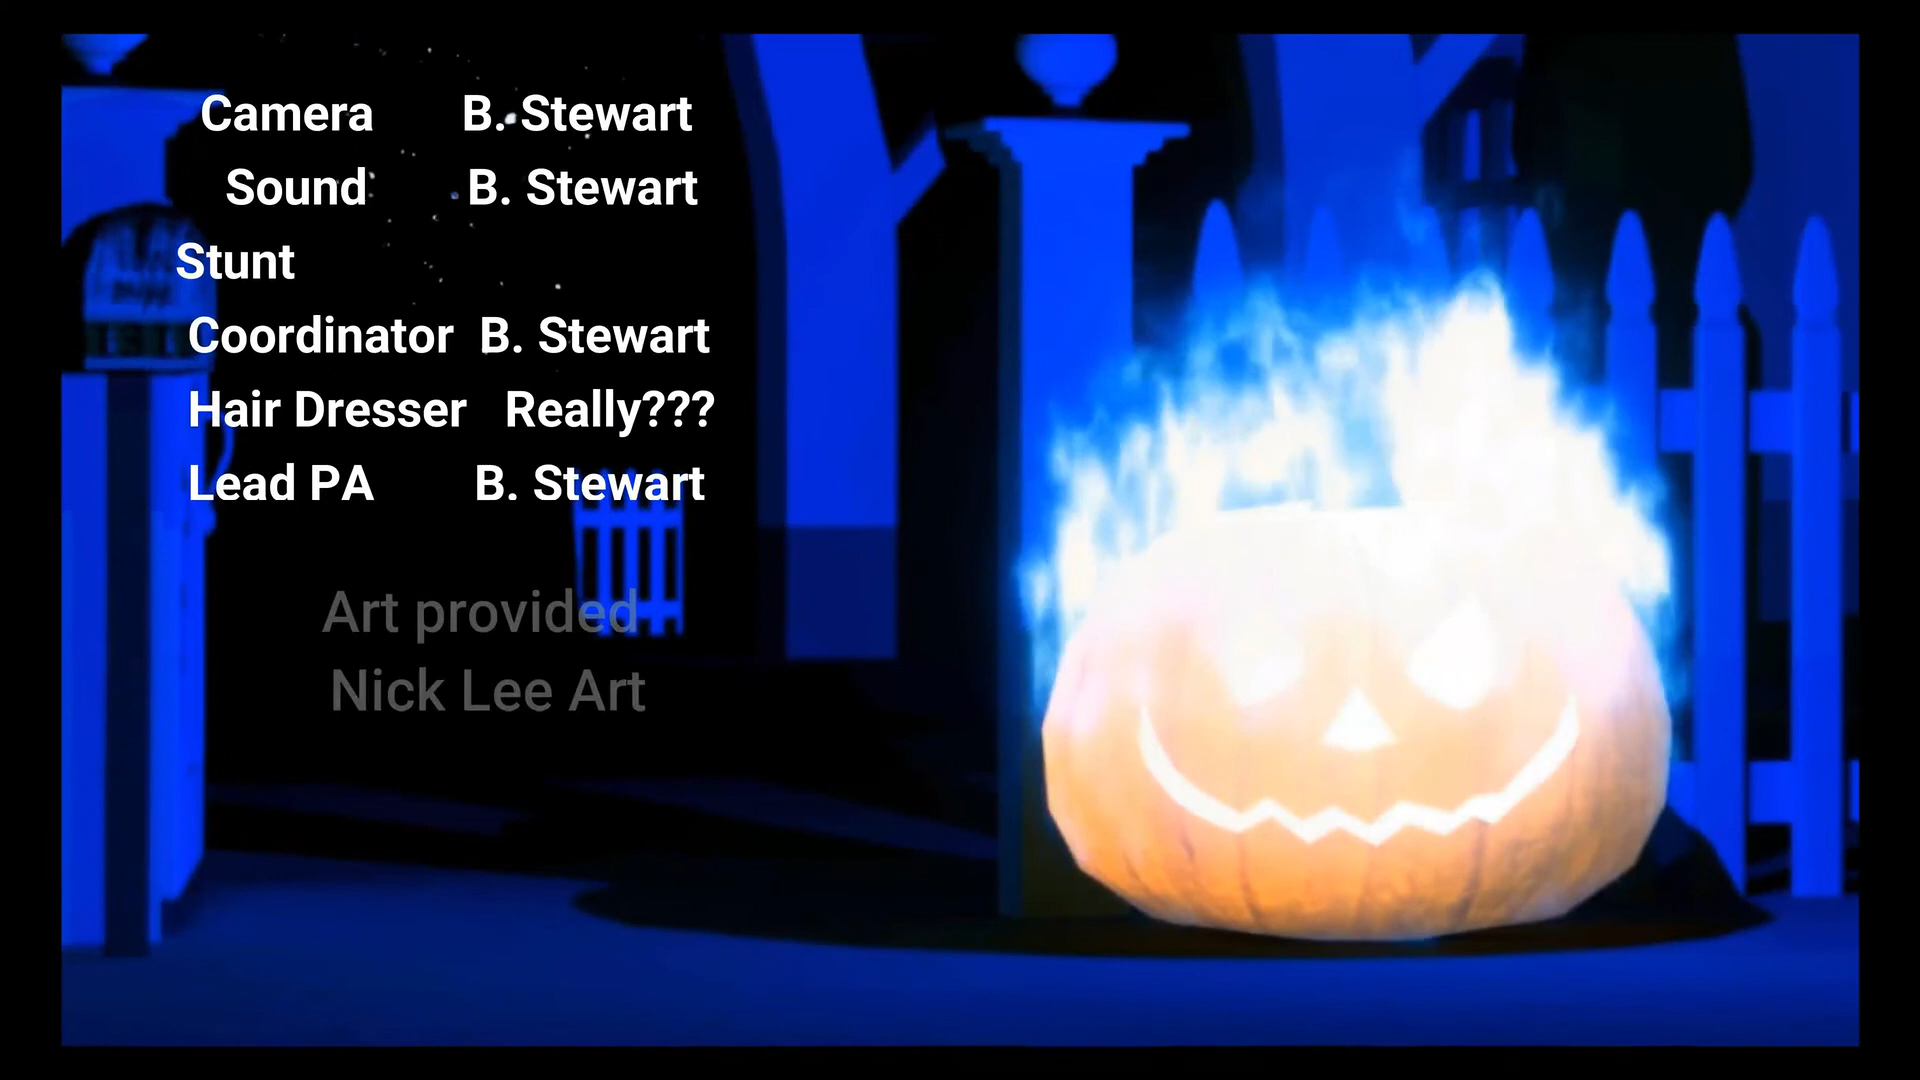 Camera B. Stewart
Sound B. Stewart
Stunt
Coordinator B. Stewart
Hair Dresser Really???
Lead PA B. Stewart
Art provided
Nick Lee Art